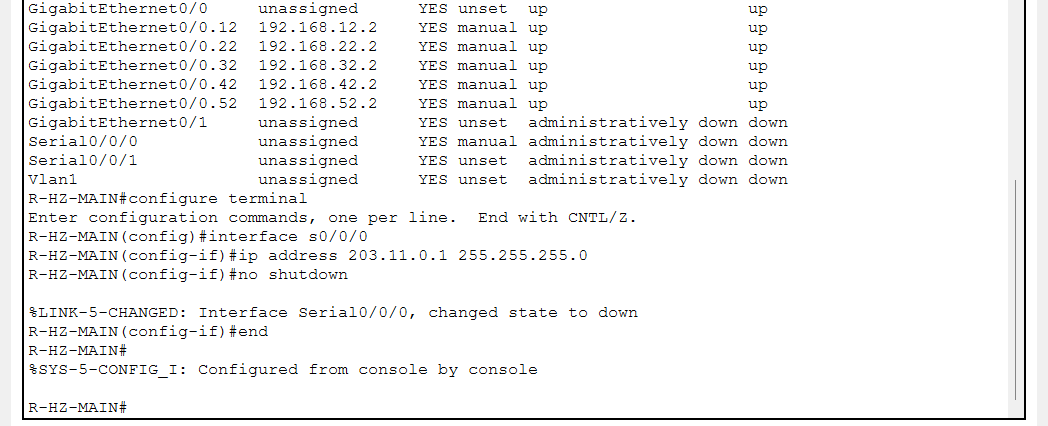 GigabitEthernet0/0     unassigned      YES unset  up                    up
GigabitEthernet0/0.12  192.168.12.2    YES manual up                    up
GigabitEthernet0/0.22  192.168.22.2    YES manual up                    up
GigabitEthernet0/0.32  192.168.32.2    YES manual up                    up
GigabitEthernet0/0.42  192.168.42.2    YES manual up                    up
GigabitEthernet0/0.52  192.168.52.2    YES manual up                    up
GigabitEthernet0/1     unassigned      YES unset  administratively down down
Serial0/0/0            unassigned      YES manual administratively down down
Serial0/0/1            unassigned      YES unset  administratively down down
Vlan1                  unassigned      YES unset  administratively down down
R-HZ-MAIN#configure terminal
Enter configuration commands, one per line.  End with CNTL/Z.
R-HZ-MAIN(config)#interface s0/0/0
R-HZ-MAIN(config-if)#ip address 203.11.0.1 255.255.255.0
R-HZ-MAIN(config-if)#no shutdown
%LINK-5-CHANGED: Interface Serial0/0/0, changed state to down
R-HZ-MAIN(config-if)#end
R-HZ-MAIN#
%SYS-5-CONFIG_I: Configured from console by console
R-HZ-MAIN#